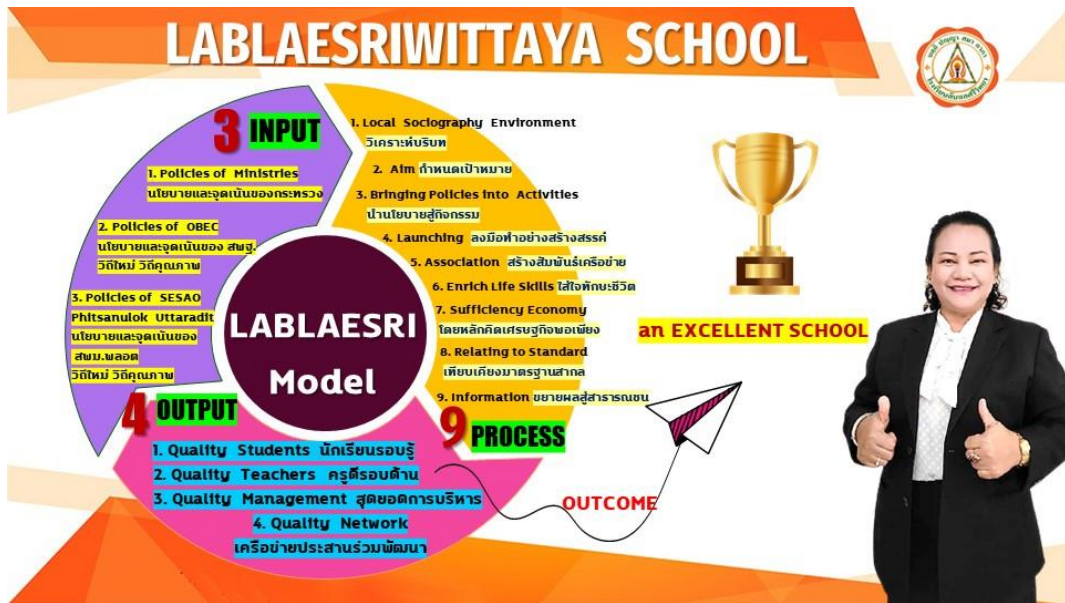 LABLAESRIWITTAYA SCHOOL
3 INPUT
1. Policies of Ministries
นโยบายและจุดเน้นของกระทรวง
2. Policies of OBEC
นโยบายและจุดเน้นของ สพฐ.
วิถีใหม่ วิถีคุณภาพ
3. Policies of SESAO
Phitsanulok Uttaradit
นโยบายและจุดเน้นของ
สพม.พลอต
วิถีใหม่ วิถีคุณภาพ
LABLAESRI
Model
1. Local Sociography Environment
วิเคราะห์บริบท
2. Aim กำหนดเป้าหมาย
3. Bringing Policies into Activities
นำนโยบายสู่กิจกรรม
4. Launching ลงมือทำอย่างสร้างสรรค์
5. Association สร้างสัมพันธ์เครือข่าย
6. Enrich Life Skills ใส่ใจทักษะชีวิต
7. Sufficiency Economy
โดยหลักคิดเศรษฐกิจพอเพียง
8. Relating to Standard
เทียบเคียงมาตรฐานสากล
9. Information ขยายผลสู่สาธารณชน
9 PROCESS
4 OUTPUT
1. Quality Students นักเรียนรอบรู้
2. Quality Teachers ครูดีรอบด้าน
3. Quality Management สุดยอดการบริหาร
4. Quality Network
เครือข่ายประสานร่วมพัฒนา
OUTCOME
an EXCELLENT SCHOOL